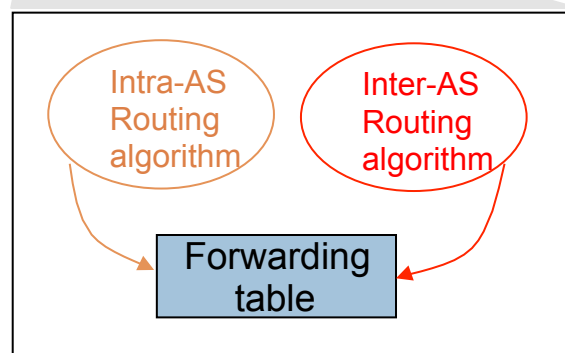 Intra-AS
Routing
algorithm
Inter-AS
Routing
algorithm
Forwarding
table